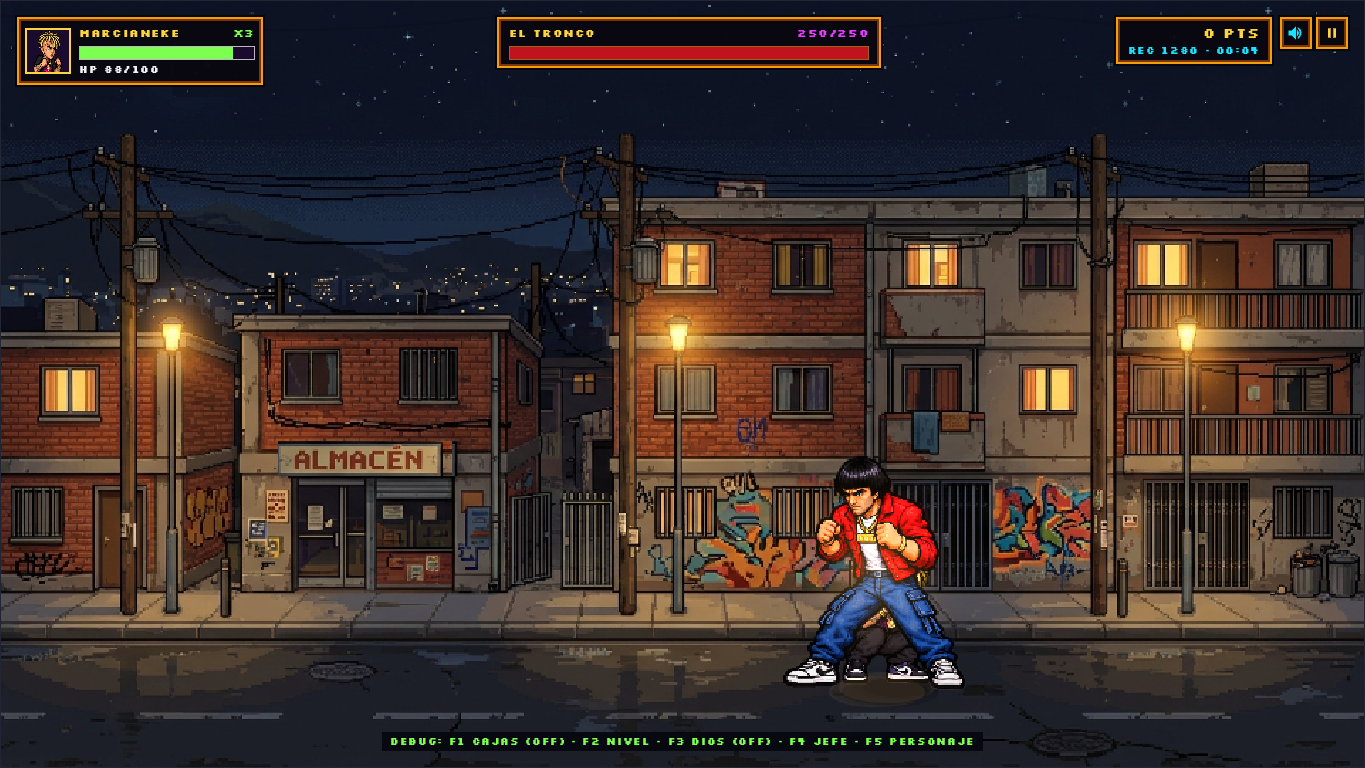 MARCIANEKE X3
HP 88/100
EL TRONCO 250/250
0 PTS
REC 1280 · 00:04
ALMACÉN
DEBUG: F1 CAJAS (OFF) · F2 NIVEL · F3 DIOS (OFF) · F4 JEFE · F5 PERSONAJE